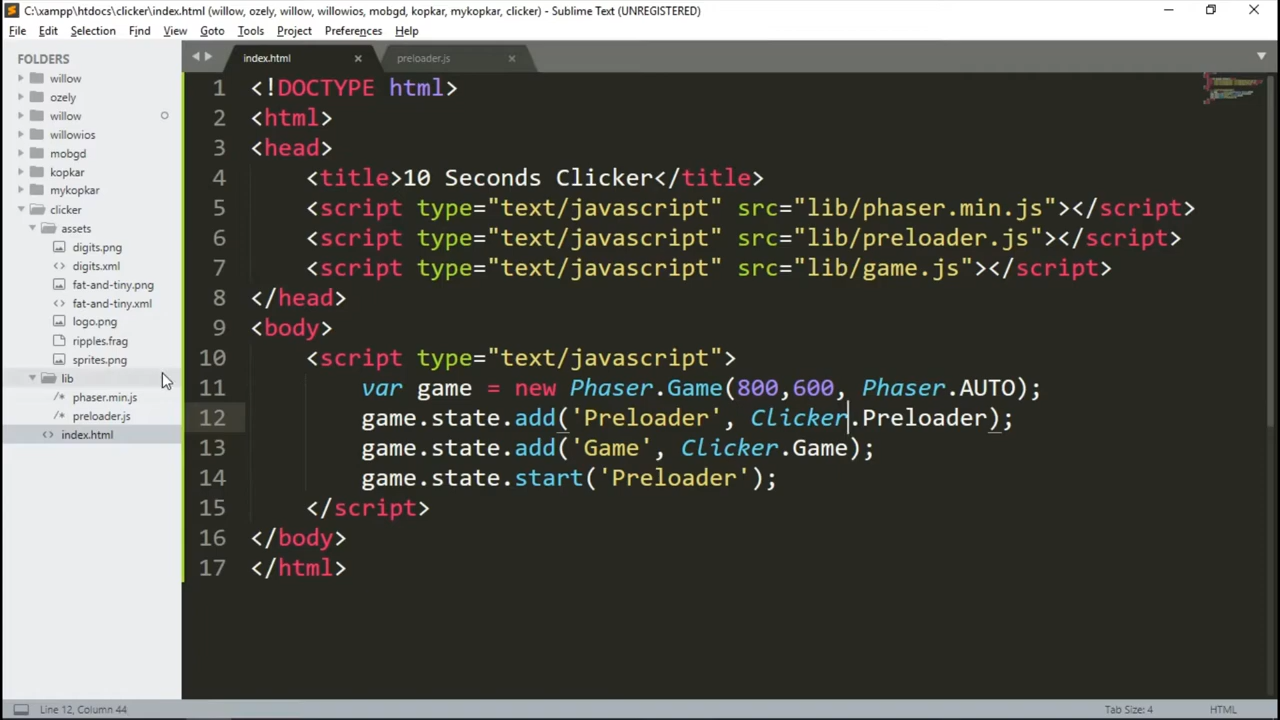 C:\xampp\htdocs\clicker\index.html (willow, ozely, willow, willowios, mobgd, kopkar, mykopkar, clicker) - Sublime Text (UNREGISTERED)
File Edit Selection Find View Goto Tools Project Preferences Help
FOLDERS
willow
ozely
willow
willowios
mobgd
kopkar
mykopkar
clicker
assets
digits.png
digits.xml
fat-and-tiny.png
fat-and-tiny.xml
logo.png
ripples.frag
sprites.png
lib
phaser.min.js
preloader.js
index.html
index.html preloader.js
1 <!DOCTYPE html>
2 <html>
3 <head>
4 <title>10 Seconds Clicker</title>
5 <script type="text/javascript" src="lib/phaser.min.js"></script>
6 <script type="text/javascript" src="lib/preloader.js"></script>
7 <script type="text/javascript" src="lib/game.js"></script>
8 </head>
9 <body>
10 <script type="text/javascript">
11 var game = new Phaser.Game(800,600, Phaser.AUTO);
12 game.state.add('Preloader', Clicker.Preloader);
13 game.state.add('Game', Clicker.Game);
14 game.state.start('Preloader');
15 </script>
16 </body>
17 </html>
Line 12, Column 44 Tab Size: 4 HTML